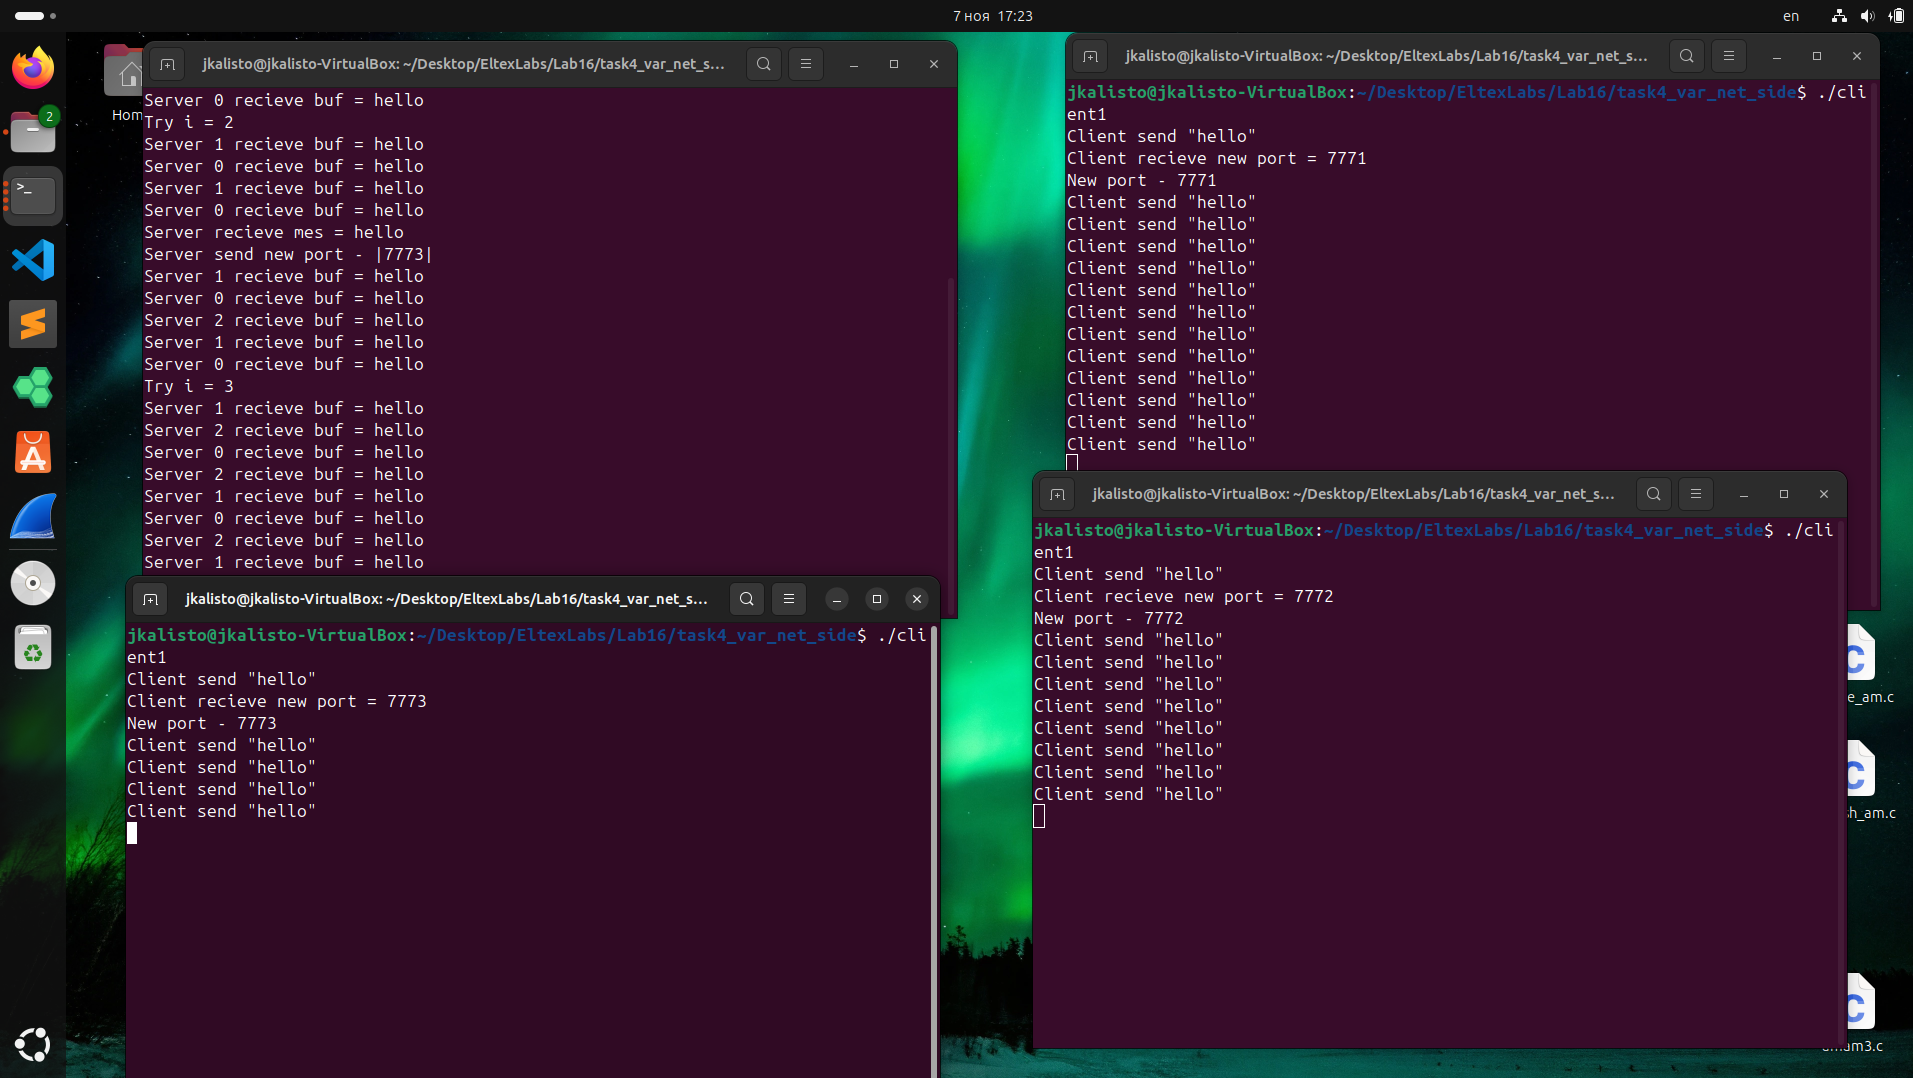 7 ноя 17:23
en
2
Hom
jkalisto@jkalisto-VirtualBox: ~/Desktop/EltexLabs/Lab16/task4_var_net_s...
Server 0 recieve buf = hello
Try i = 2
Server 1 recieve buf = hello
Server 0 recieve buf = hello
Server 1 recieve buf = hello
Server 0 recieve buf = hello
Server recieve mes = hello
Server send new port - |7773|
Server 1 recieve buf = hello
Server 0 recieve buf = hello
Server 2 recieve buf = hello
Server 1 recieve buf = hello
Server 0 recieve buf = hello
Try i = 3
Server 1 recieve buf = hello
Server 2 recieve buf = hello
Server 0 recieve buf = hello
Server 2 recieve buf = hello
Server 1 recieve buf = hello
Server 0 recieve buf = hello
Server 2 recieve buf = hello
Server 1 recieve buf = hello
jkalisto@jkalisto-VirtualBox: ~/Desktop/EltexLabs/Lab16/task4_var_net_s...
jkalisto@jkalisto-VirtualBox:~/Desktop/EltexLabs/Lab16/task4_var_net_side$ ./cli
ent1
Client send "hello"
Client recieve new port = 7771
New port - 7771
Client send "hello"
Client send "hello"
Client send "hello"
Client send "hello"
Client send "hello"
Client send "hello"
Client send "hello"
Client send "hello"
Client send "hello"
Client send "hello"
Client send "hello"
Client send "hello"
jkalisto@jkalisto-VirtualBox: ~/Desktop/EltexLabs/Lab16/task4_var_net_s...
jkalisto@jkalisto-VirtualBox:~/Desktop/EltexLabs/Lab16/task4_var_net_side$ ./cli
ent1
Client send "hello"
Client recieve new port = 7773
New port - 7773
Client send "hello"
Client send "hello"
Client send "hello"
Client send "hello"
jkalisto@jkalisto-VirtualBox: ~/Desktop/EltexLabs/Lab16/task4_var_net_s...
jkalisto@jkalisto-VirtualBox:~/Desktop/EltexLabs/Lab16/task4_var_net_side$ ./cli
ent1
Client send "hello"
Client recieve new port = 7772
New port - 7772
Client send "hello"
Client send "hello"
Client send "hello"
Client send "hello"
Client send "hello"
Client send "hello"
Client send "hello"
Client send "hello"
e_am.c
h_am.c